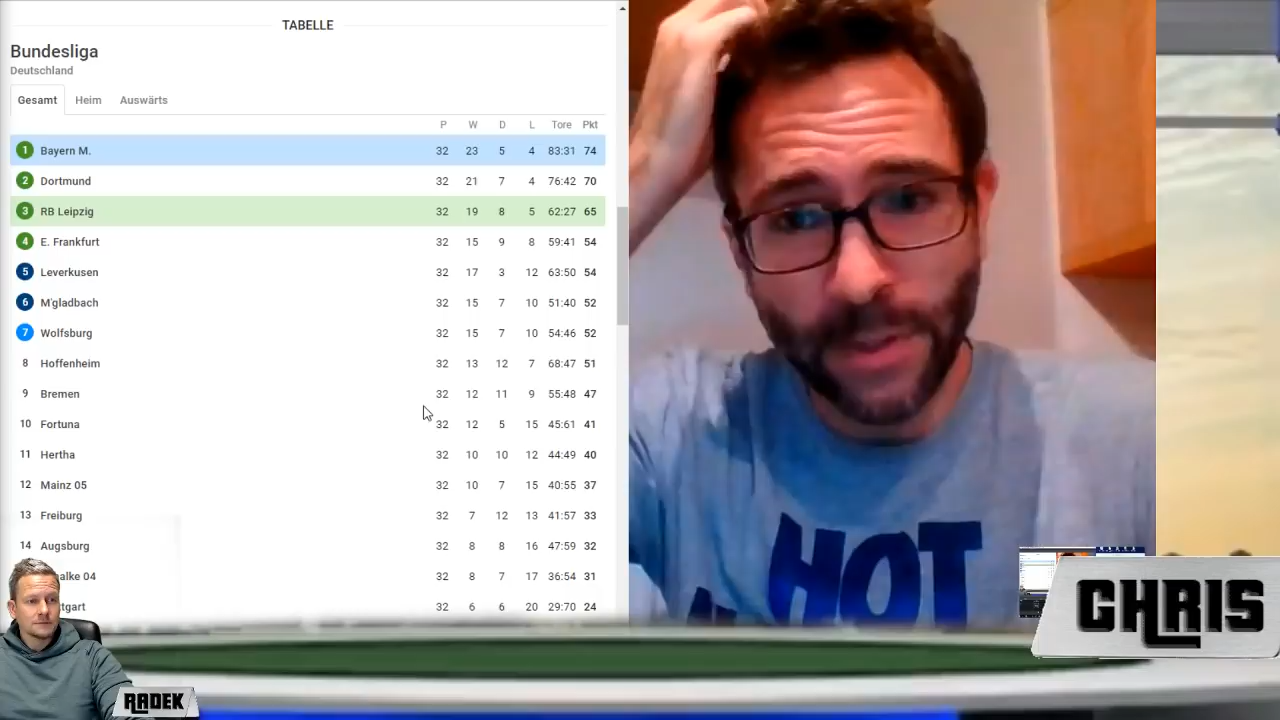 TABELLE
Bundesliga
Deutschland
Gesamt Heim Auswärts
P W D L Tore Pkt
1 Bayern M. 32 23 5 4 83:31 74
2 Dortmund 32 21 7 4 76:42 70
3 RB Leipzig 32 19 8 5 62:27 65
4 E. Frankfurt 32 15 9 8 59:41 54
5 Leverkusen 32 17 3 12 63:50 54
6 M'gladbach 32 15 7 10 51:40 52
7 Wolfsburg 32 15 7 10 54:46 52
8 Hoffenheim 32 13 12 7 68:47 51
9 Bremen 32 12 11 9 55:48 47
10 Fortuna 32 12 5 15 45:61 41
11 Hertha 32 10 10 12 44:49 40
12 Mainz 05 32 10 7 15 40:55 37
13 Freiburg 32 7 12 13 41:57 33
14 Augsburg 32 8 8 16 47:59 32
alke 04 32 8 7 17 36:54 31
ttgart 32 6 6 20 29:70 24
HOT
CHRIS
RADEK